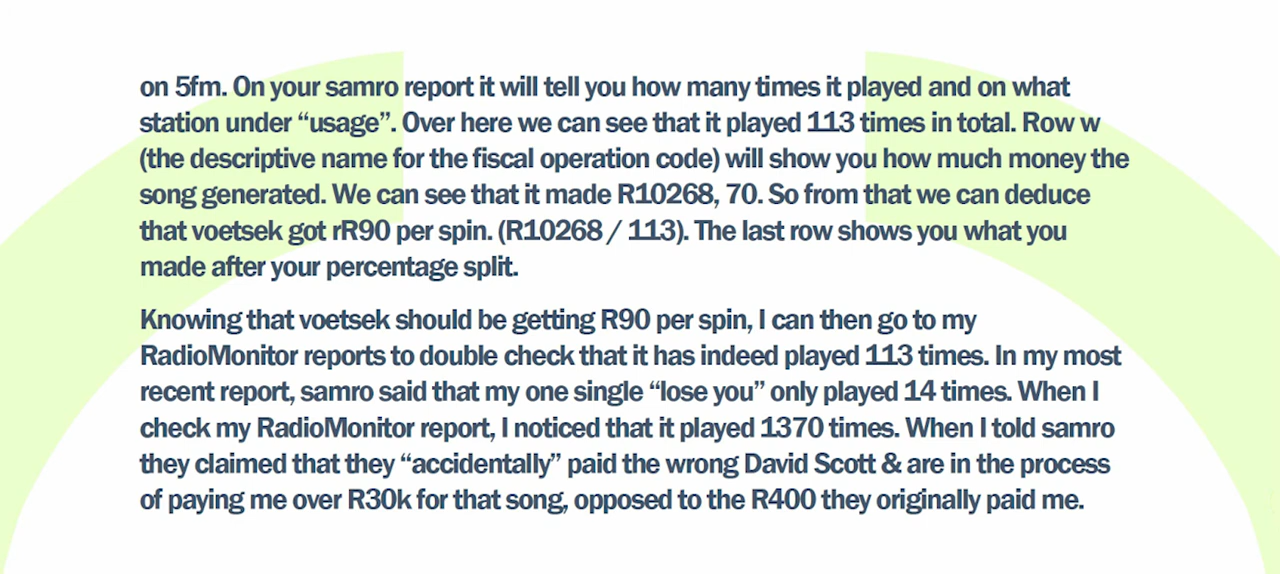 on 5fm. On your samro report it will tell you how many times it played and on what
station under “usage”. Over here we can see that it played 113 times in total. Row w
(the descriptive name for the fiscal operation code) will show you how much money the
song generated. We can see that it made R10268, 70. So from that we can deduce
that voetsek got rR90 per spin. (R10268 / 113). The last row shows you what you
made after your percentage split.
Knowing that voetsek should be getting R90 per spin, I can then go to my
RadioMonitor reports to double check that it has indeed played 113 times. In my most
recent report, samro said that my one single “lose you” only played 14 times. When I
check my RadioMonitor report, I noticed that it played 1370 times. When I told samro
they claimed that they “accidentally” paid the wrong David Scott & are in the process
of paying me over R30k for that song, opposed to the R400 they originally paid me.